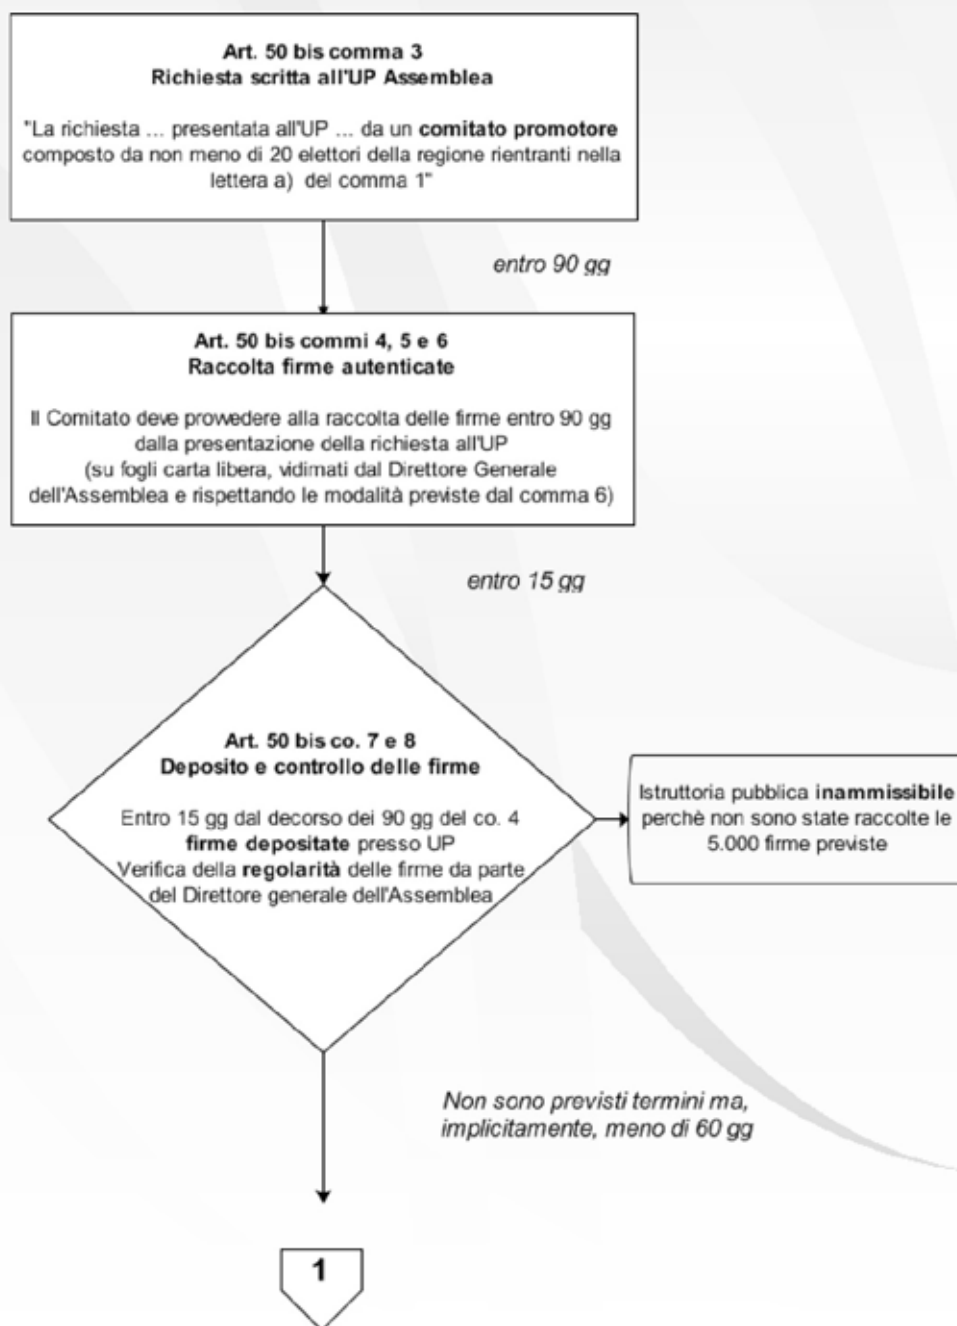 Art. 50 bis comma 3
Richiesta scritta all'UP Assemblea
"La richiesta ... presentata all'UP ... da un comitato promotore
composto da non meno di 20 elettori della regione rientranti nella
lettera a) del comma 1"
entro 90 gg
Art. 50 bis commi 4, 5 e 6
Raccolta firme autenticate
Il Comitato deve provvedere alla raccolta delle firme entro 90 gg
dalla presentazione della richiesta all'UP
(su fogli carta libera, vidimati dal Direttore Generale
dell'Assemblea e rispettando le modalità previste dal comma 6)
entro 15 gg
Art. 50 bis co. 7 e 8
Deposito e controllo delle firme
Entro 15 gg dal decorso dei 90 gg del co. 4
firme depositate presso UP
Verifica della regolarità delle firme da parte
del Direttore generale dell'Assemblea
Istruttoria pubblica inammissibile
perchè non sono state raccolte le
5.000 firme previste
Non sono previsti termini ma,
implicitamente, meno di 60 gg
1